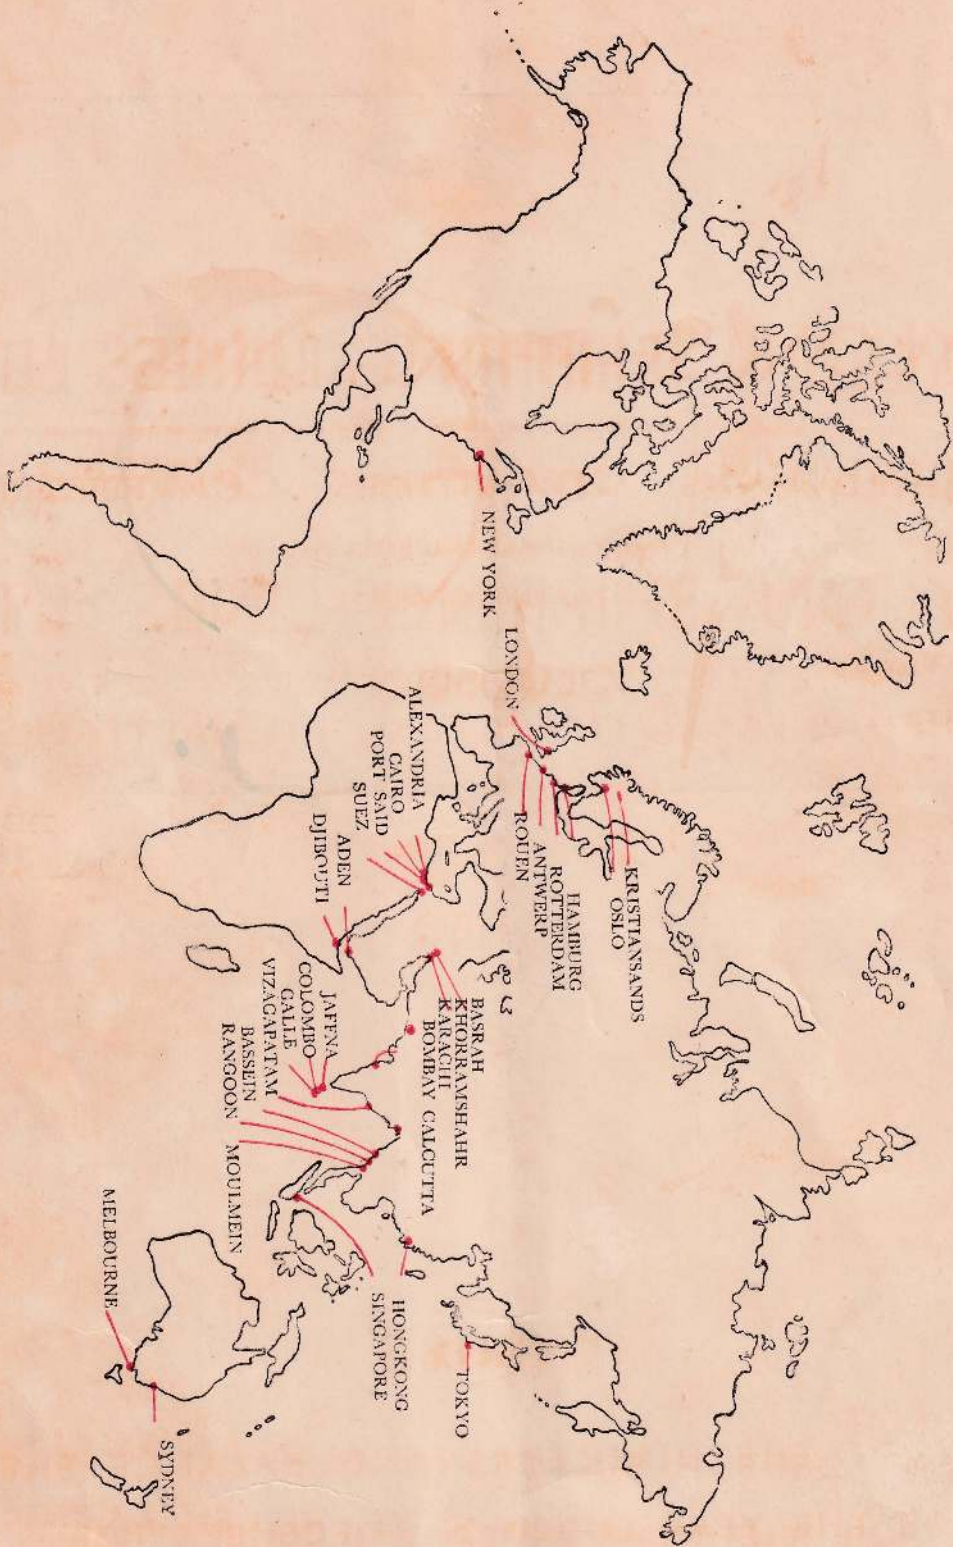 NEW YORK
LONDON
KRISTIANSANDS
OSLO
HAMBURG
ROTTERDAM
ANTWERP
ROUEN
ALEXANDRIA
CAIRO
PORT SAID
SUEZ
ADEN
DJIBOUTI
BASRAH
KHORRAMSHAHR
KARACHI
BOMBAY CALCUTTA
JAFFNA
COLOMBO
GALLE
VIZAGAPATAM
BASSEIN
RANGOON
MOULMEIN
HONGKONG
SINGAPORE
TOKYO
MELBOURNE
SYDNEY